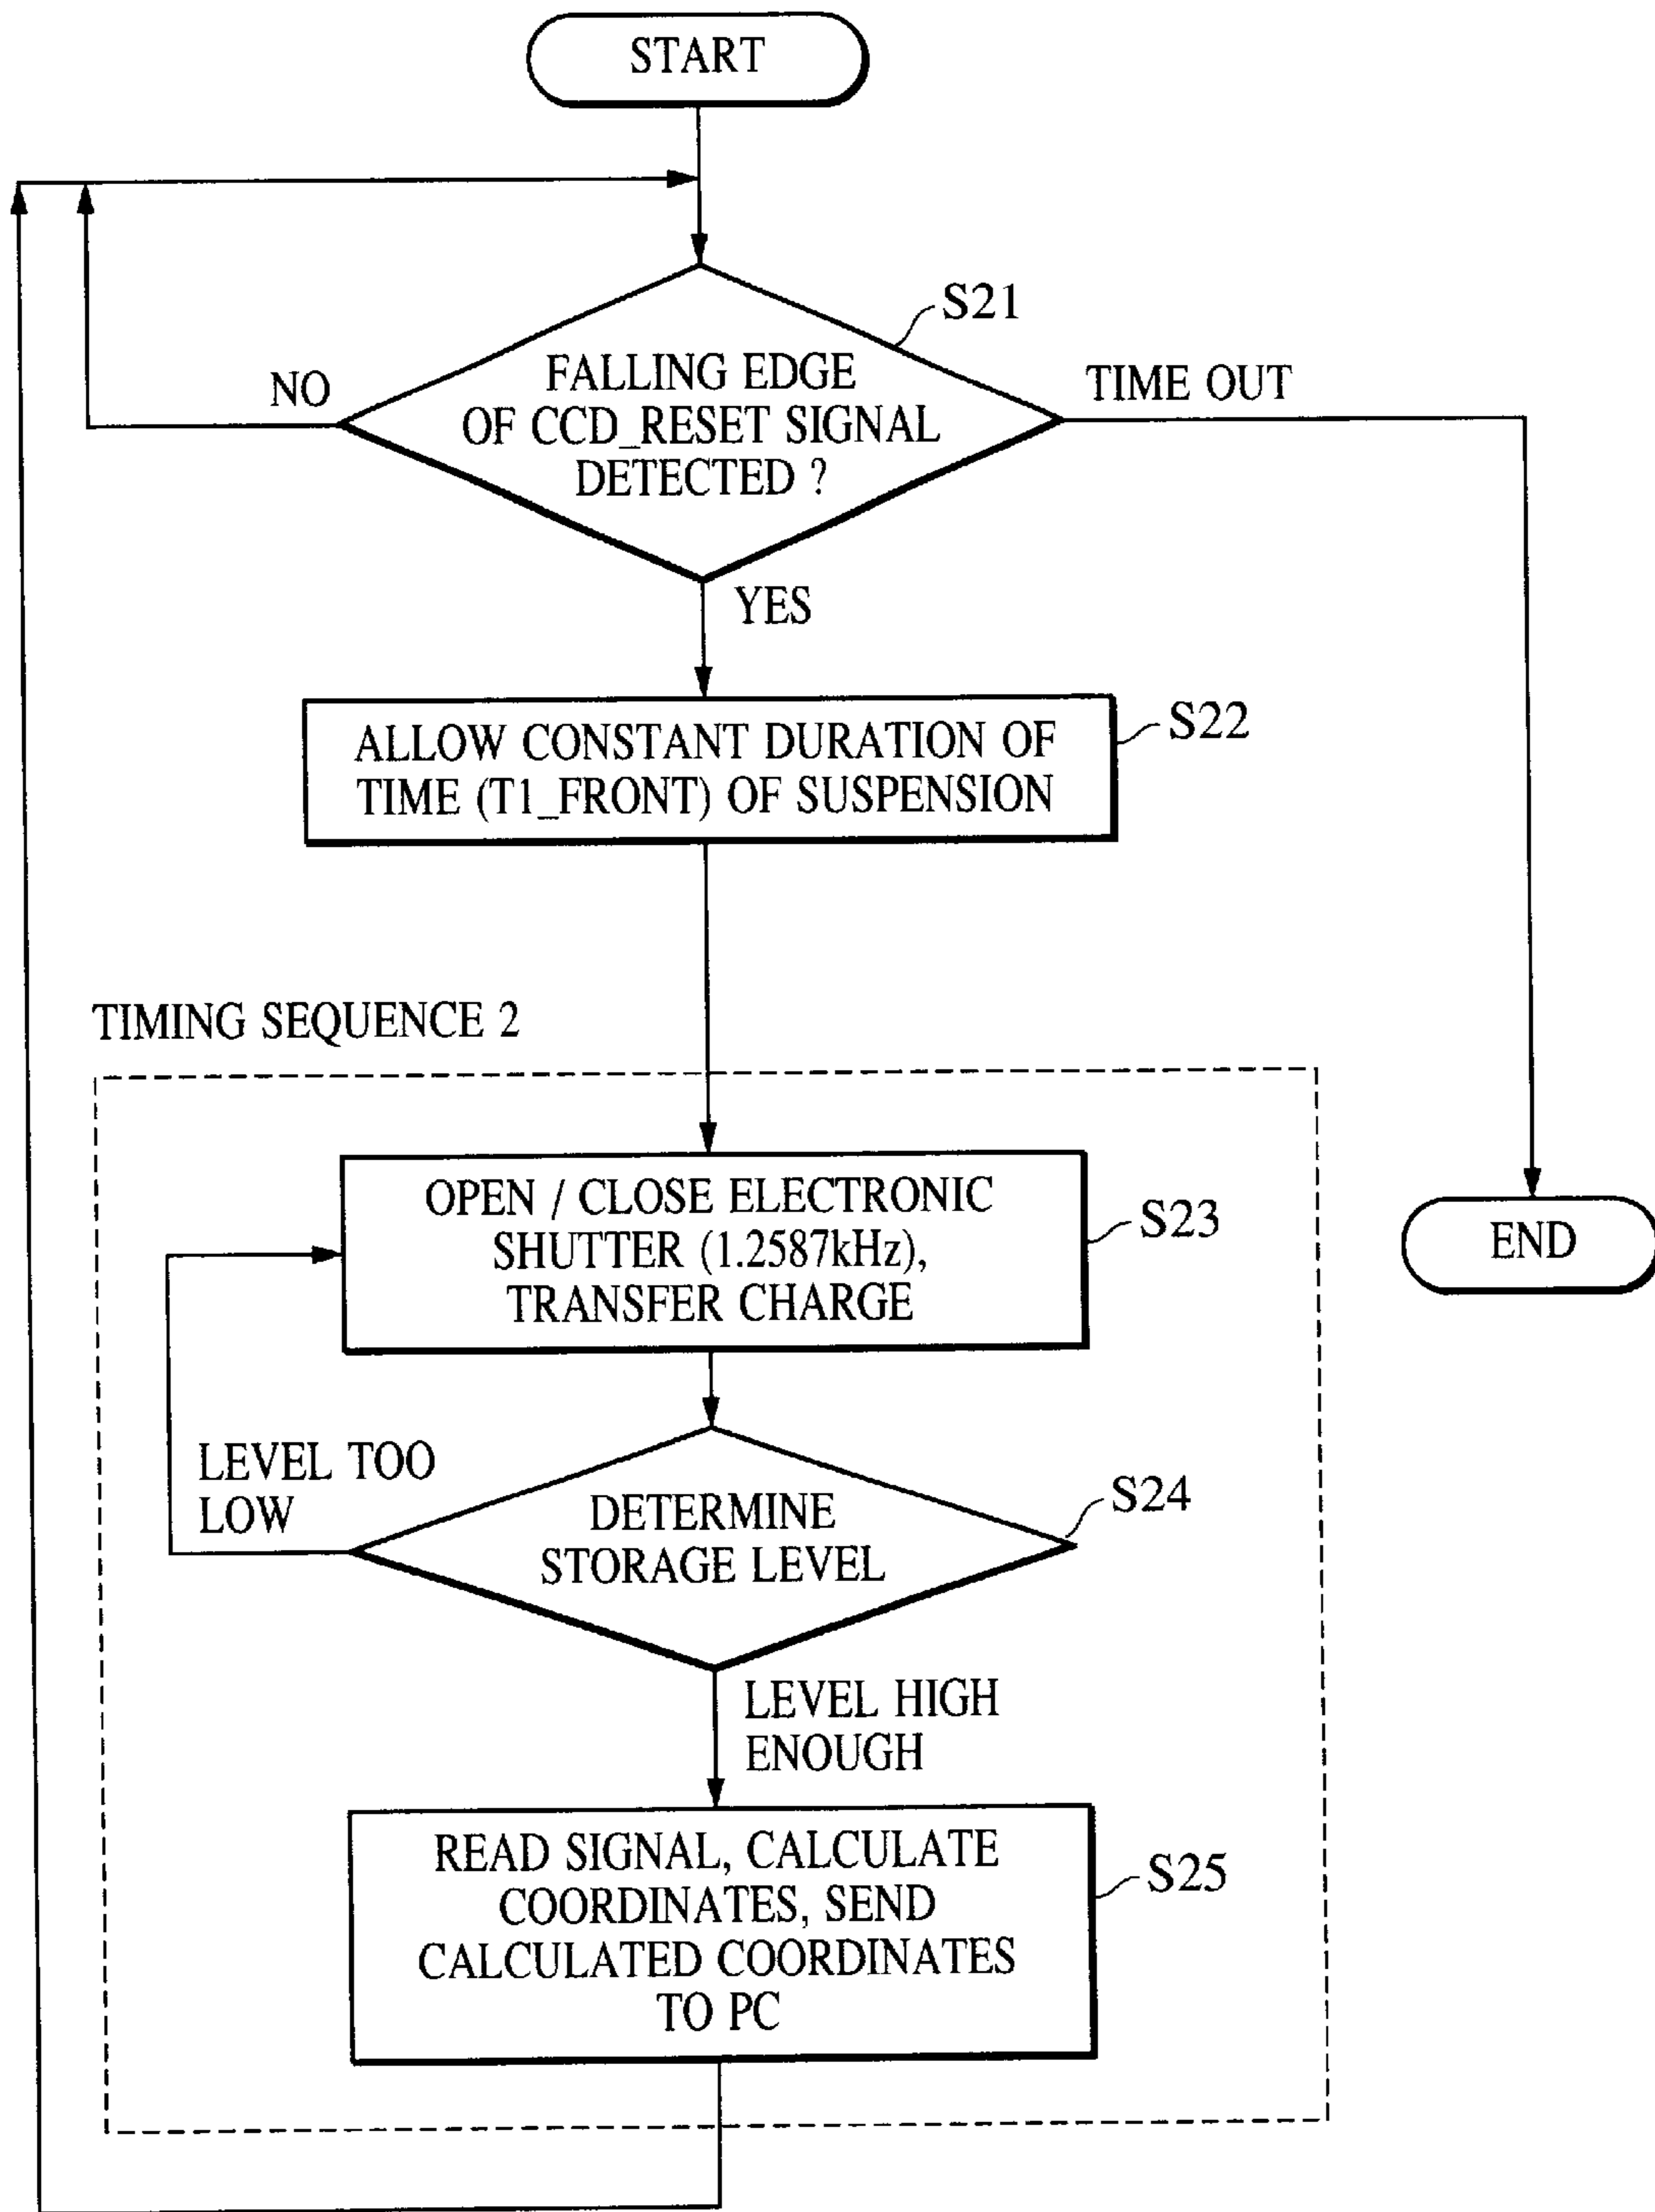 START
S21
FALLING EDGE
OF CCD_RESET SIGNAL
DETECTED ?
NO
TIME OUT
YES
ALLOW CONSTANT DURATION OF
TIME (T1_FRONT) OF SUSPENSION
S22
TIMING SEQUENCE 2
OPEN / CLOSE ELECTRONIC
SHUTTER (1.2587kHz),
TRANSFER CHARGE
S23
END
LEVEL TOO
LOW
DETERMINE
STORAGE LEVEL
S24
LEVEL HIGH
ENOUGH
READ SIGNAL, CALCULATE
COORDINATES, SEND
CALCULATED COORDINATES
TO PC
S25